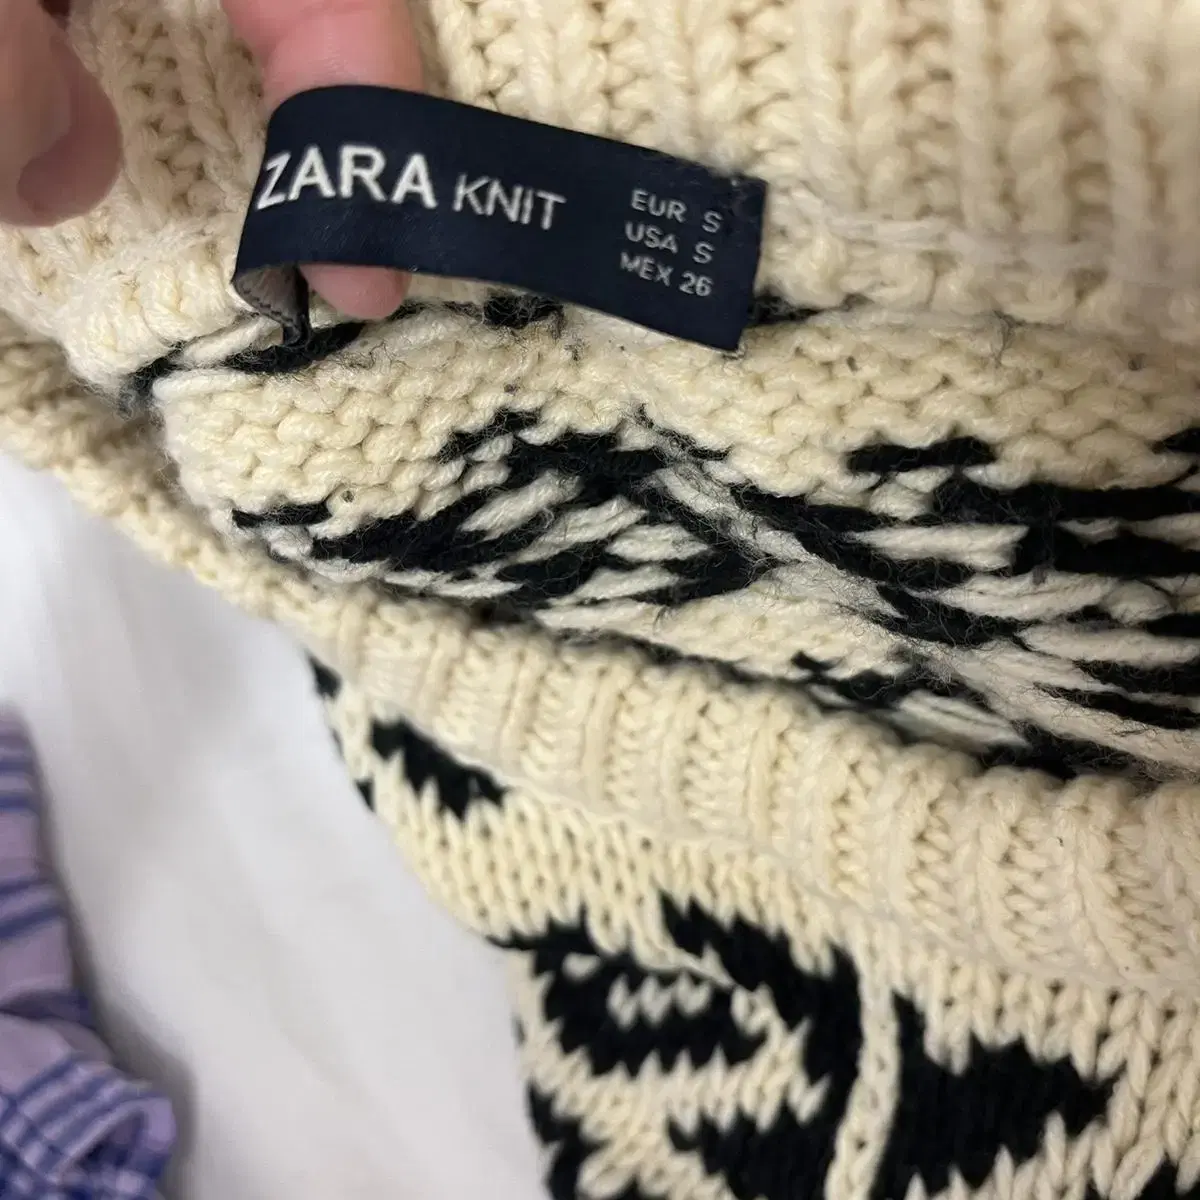 ZARA KNIT
EUR S
USA S
MEX 26